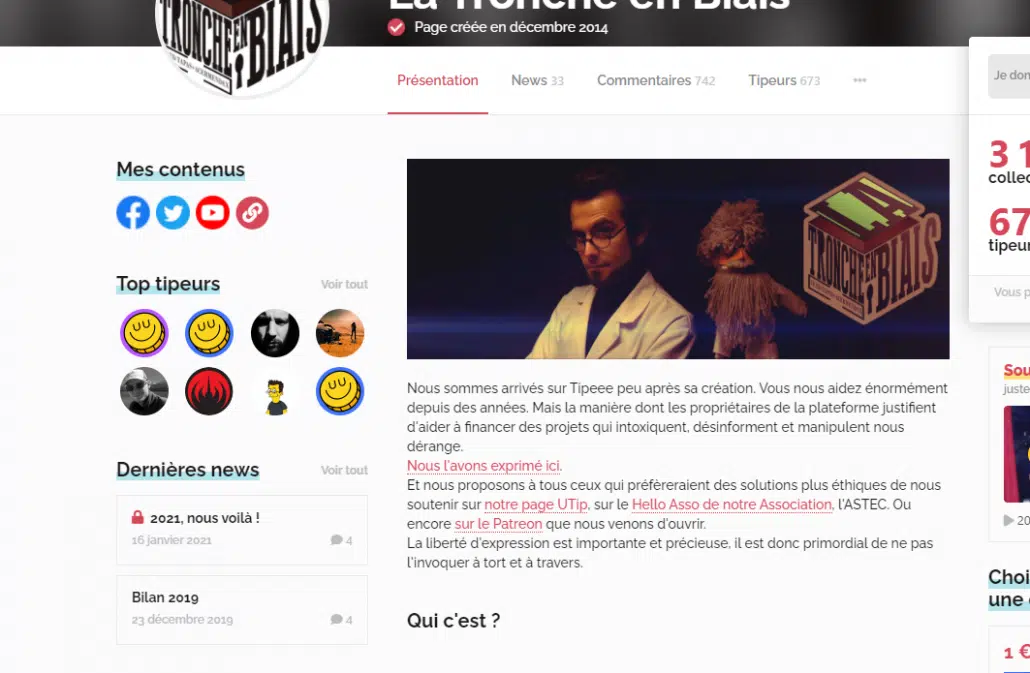 La Tronche en Biais
TRONCHE EN BIAIS
Page créée en décembre 2014
Présentation
News 33
Commentaires 742
Tipeurs 673
Je don
3 1
collec
67
tipeur
Vous p
Mes contenus
Top tipeurs
Voir tout
Dernières news
Voir tout
2021, nous voilà !
16 janvier 2021
4
Bilan 2019
23 décembre 2019
4
LA
TRONCHE EN BIAIS
Nous sommes arrivés sur Tipeee peu après sa création. Vous nous aidez énormément
depuis des années. Mais la manière dont les propriétaires de la plateforme justifient
d'aider à financer des projets qui intoxiquent, désinforment et manipulent nous
dérange.
Nous l'avons exprimé ici.
Et nous proposons à tous ceux qui préfèreraient des solutions plus éthiques de nous
soutenir sur notre page UTip, sur le Hello Asso de notre Association, l'ASTEC. Ou
encore sur le Patreon que nous venons d'ouvrir.
La liberté d'expression est importante et précieuse, il est donc primordial de ne pas
l'invoquer à tort et à travers.
Qui c'est ?
Sou
juste
20
Choi
une
1 €